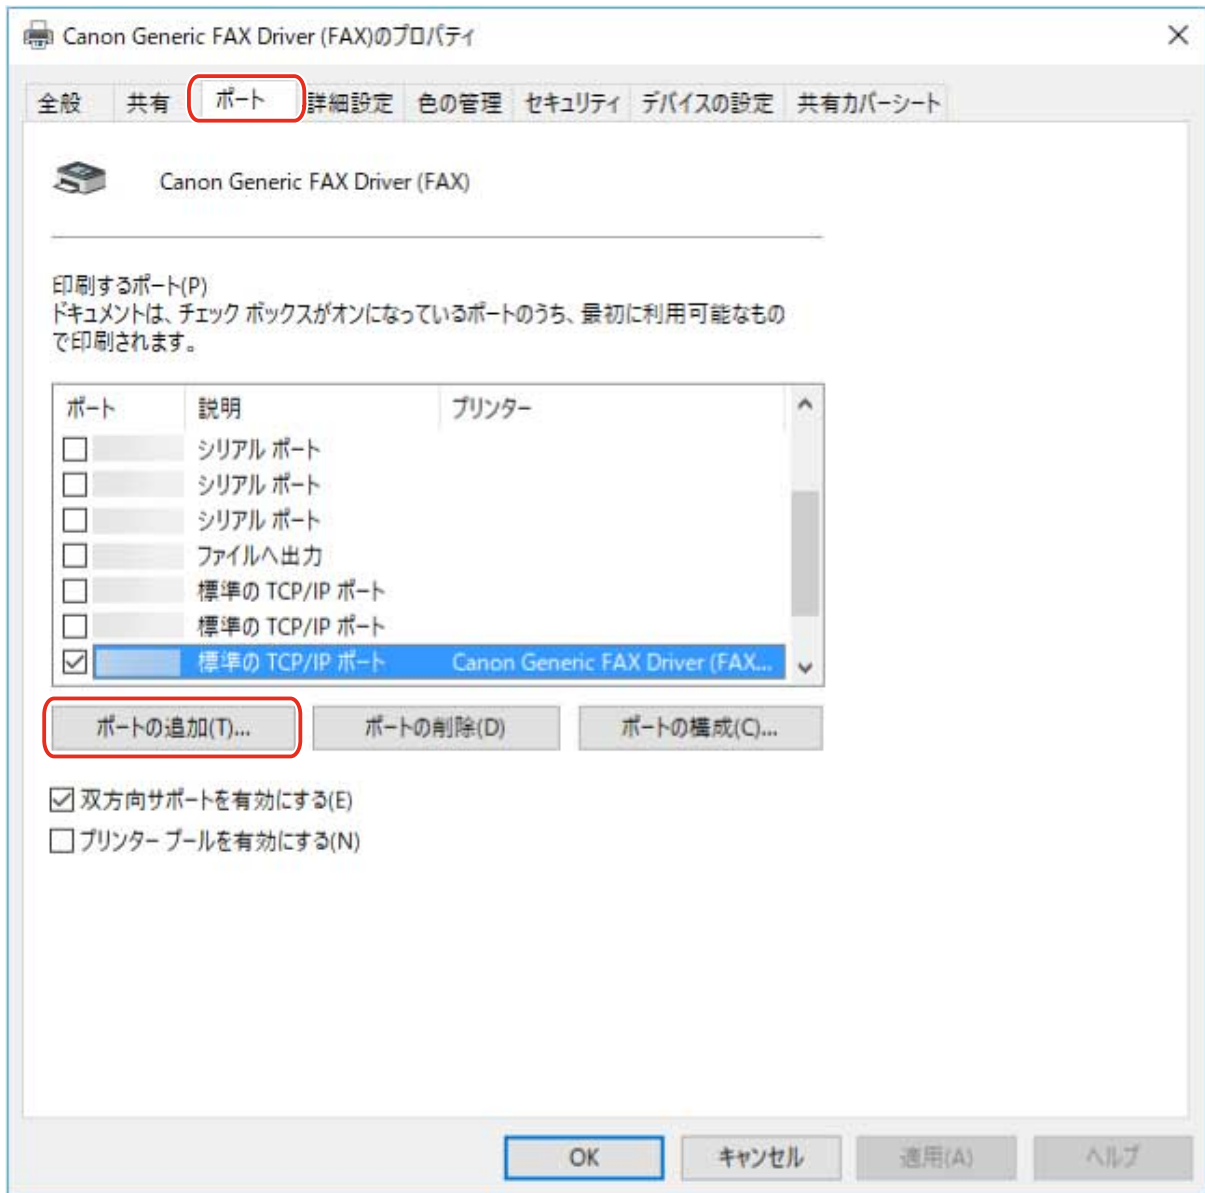 Canon Generic FAX Driver (FAX)のプロパティ
全般 共有 ポート 詳細設定 色の管理 セキュリティ デバイスの設定 共有カバーシート
Canon Generic FAX Driver (FAX)
印刷するポート(P)
ドキュメントは、チェック ボックスがオンになっているポートのうち、最初に利用可能なもの
で印刷されます。
ポート 説明 プリンター
シリアル ポート
シリアル ポート
シリアル ポート
ファイルへ出力
標準の TCP/IP ポート
標準の TCP/IP ポート
標準の TCP/IP ポート Canon Generic FAX Driver (FAX...
ポートの追加(T)... ポートの削除(D) ポートの構成(C)...
双方向サポートを有効にする(E)
プリンター プールを有効にする(N)
OK キャンセル 適用(A) ヘルプ